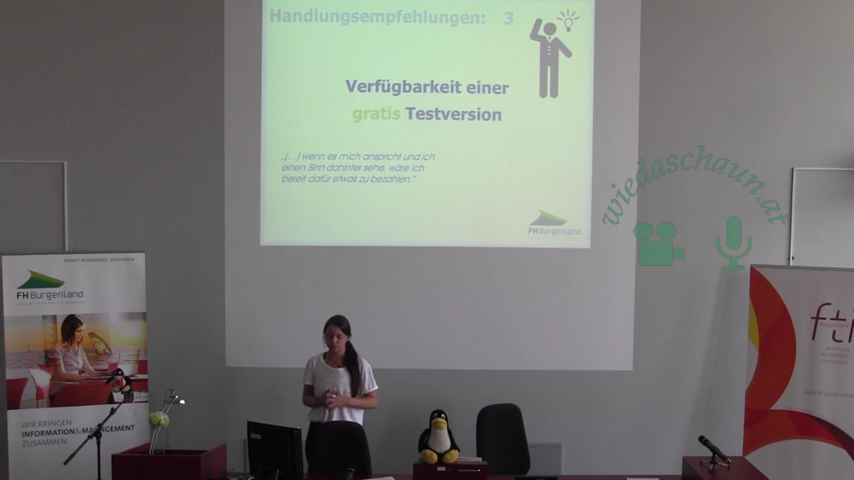 Handlungsempfehlungen: 3
Verfügbarkeit einer
gratis Testversion
„(...) wenn es mich anspricht und ich
einen Sinn dahinter sehe, wäre ich
bereit dafür etwas zu bezahlen."
FH Burgenland
wiedaschaun.at
FH Burgenland
WIR BRINGEN
INFORMATION & MANAGEMENT
ZUSAMMEN
fti